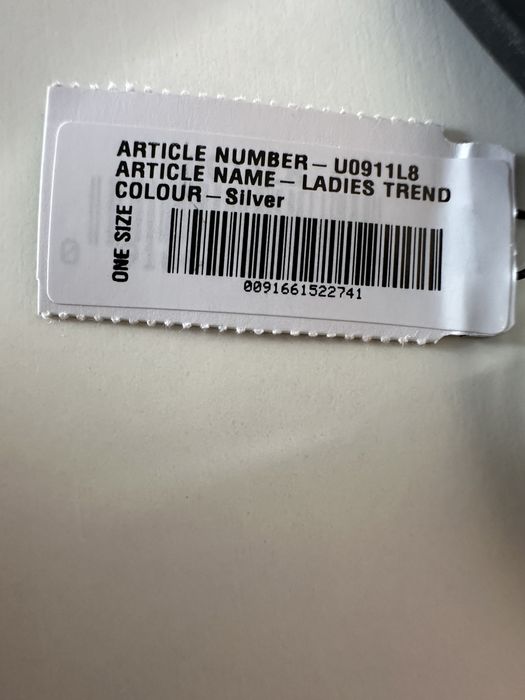 ARTICLE NUMBER – U0911L8
ARTICLE NAME – LADIES TREND
COLOUR – Silver
ONE SIZE
0091661522741